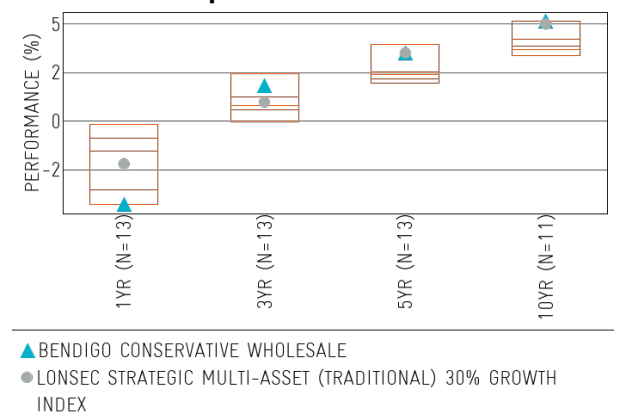 PERFORMANCE (%)
5
2
0
-2
1YR (N=13)
3YR (N=13)
5YR (N=13)
10YR (N=11)
BENDIGO CONSERVATIVE WHOLESALE
LONSEC STRATEGIC MULTI-ASSET (TRADITIONAL) 30% GROWTH
INDEX